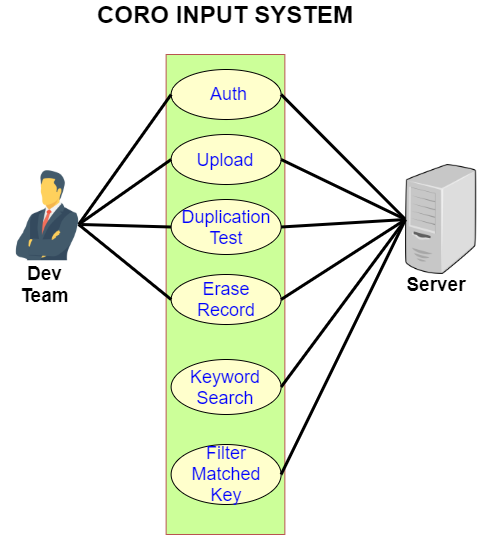 CORO INPUT SYSTEM
Auth
Upload
Duplication
Test
Erase
Record
Keyword
Search
Filter
Matched
Key
Dev
Team
Server